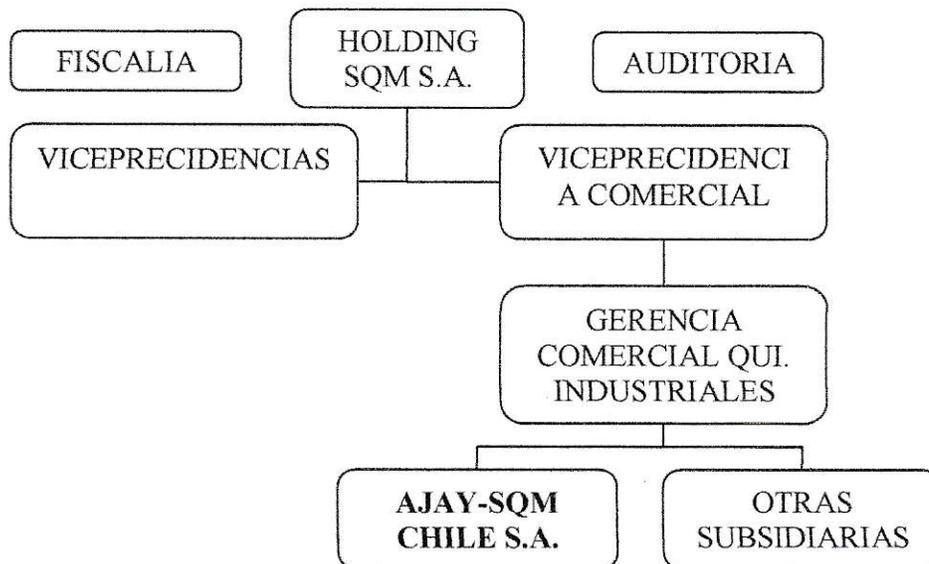 FISCALIA
HOLDING
SQM S.A.
AUDITORIA
VICEPRECIDENCIAS
VICEPRECIDENCI
A COMERCIAL
GERENCIA
COMERCIAL QUI.
INDUSTRIALES
AJAY-SQM
CHILE S.A.
OTRAS
SUBSIDIARIAS